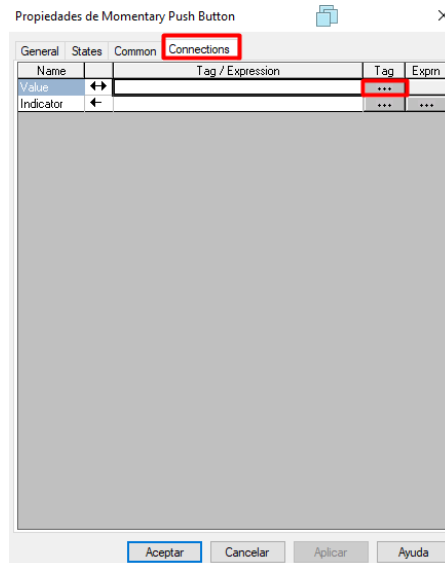 Propiedades de Momentary Push Button
General States Common Connections
Name Tag / Expression Tag Exprn
Value ...
Indicator ... ...
Aceptar Cancelar Aplicar Ayuda